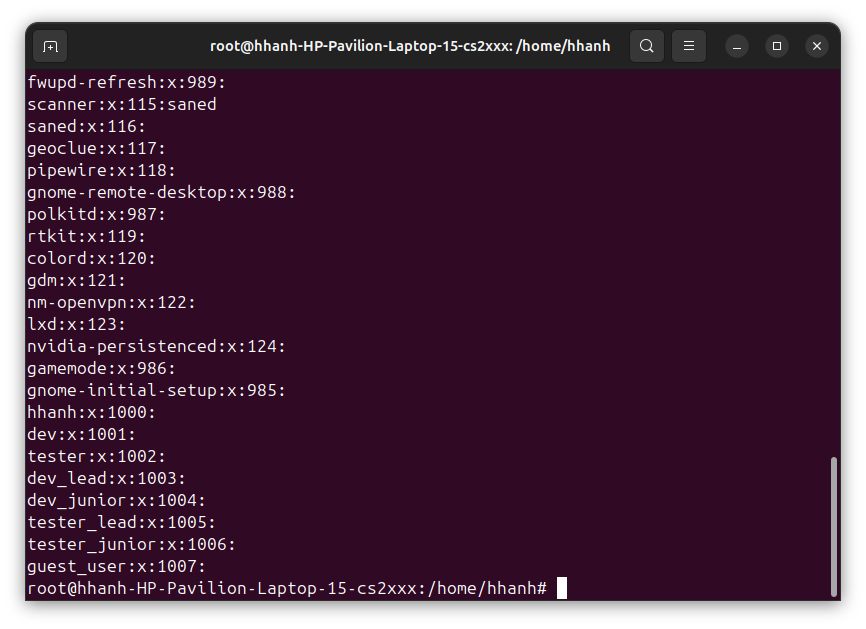 root@hhanh-HP-Pavilion-Laptop-15-cs2xxx: /home/hhanh
fwupd-refresh:x:989:
scanner:x:115:saned
saned:x:116:
geoclue:x:117:
pipewire:x:118:
gnome-remote-desktop:x:988:
polkitd:x:987:
rtkit:x:119:
colord:x:120:
gdm:x:121:
nm-openvpn:x:122:
lxd:x:123:
nvidia-persistenced:x:124:
gamemode:x:986:
gnome-initial-setup:x:985:
hhanh:x:1000:
dev:x:1001:
tester:x:1002:
dev_lead:x:1003:
dev_junior:x:1004:
tester_lead:x:1005:
tester_junior:x:1006:
guest_user:x:1007:
root@hhanh-HP-Pavilion-Laptop-15-cs2xxx:/home/hhanh#